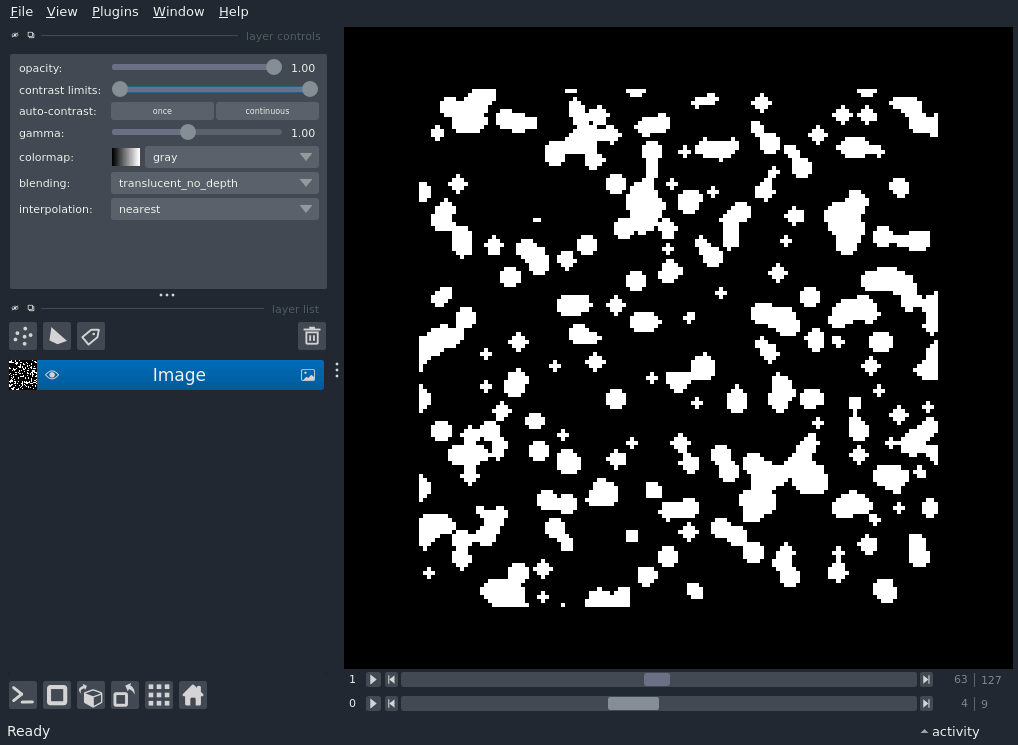 File View Plugins Window Help
layer controls
opacity: 1.00
contrast limits:
auto-contrast: once continuous
gamma: 1.00
colormap: gray
blending: translucent_no_depth
interpolation: nearest
layer list
Image
1 63 127
0 4 9
Ready activity